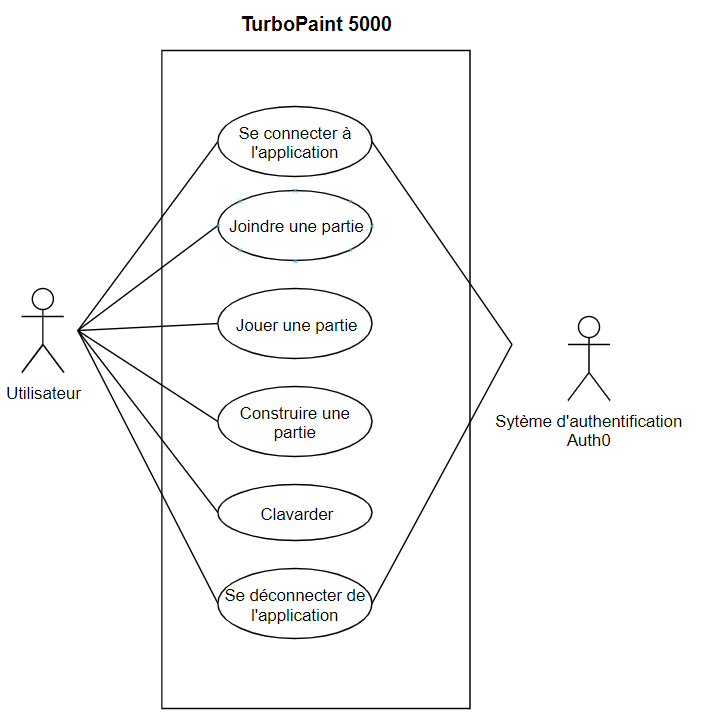 TurboPaint 5000
Se connecter à
l'application
Joindre une partie
Jouer une partie
Utilisateur
Construire une
partie
Sytème d'authentification
Auth0
Clavarder
Se déconnecter de
l'application